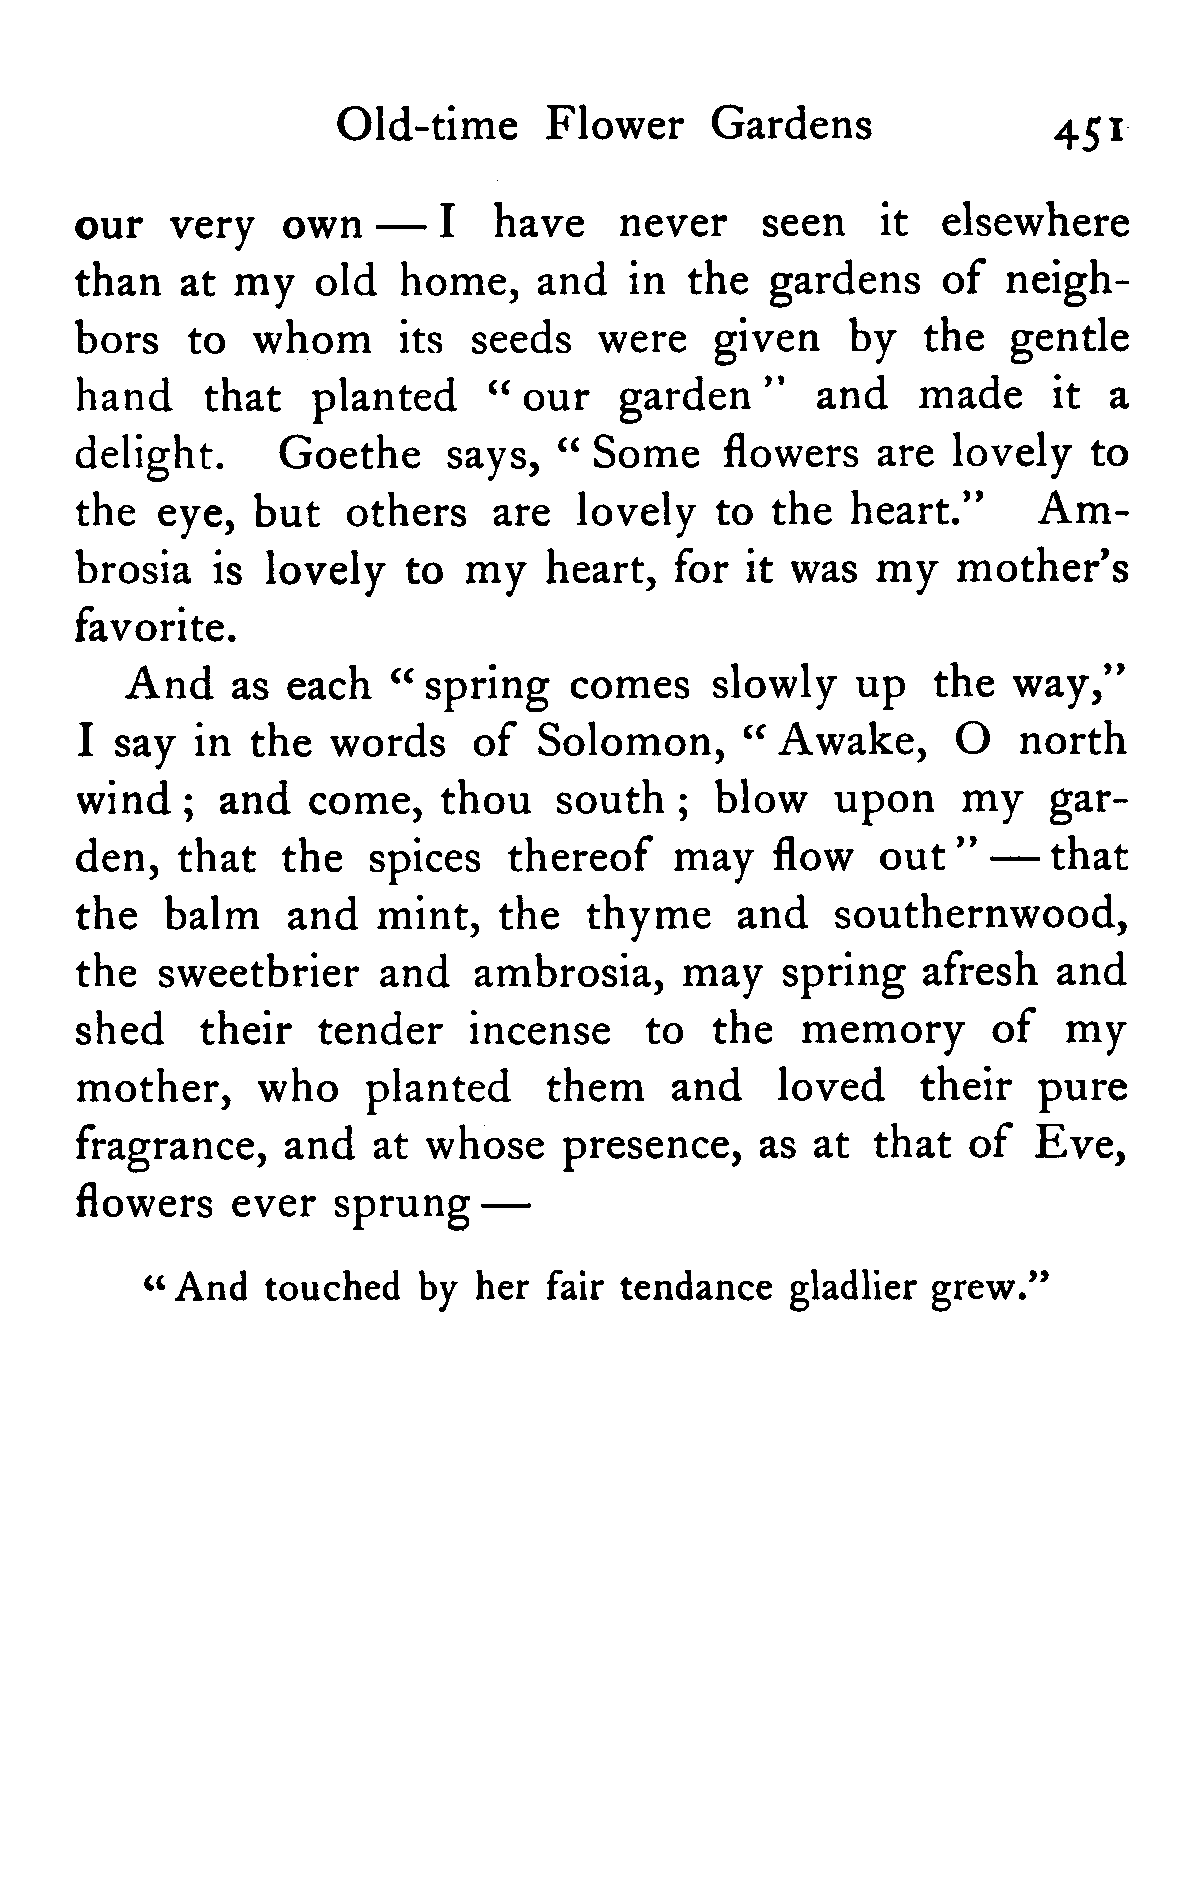 Old-time Flower Gardens 451
our very own — I have never seen it elsewhere
than at my old home, and in the gardens of neigh-
bors to whom its seeds were given by the gentle
hand that planted “ our garden ” and made it a
delight. Goethe says, “ Some flowers are lovely to
the eye, but others are lovely to the heart.” Am-
brosia is lovely to my heart, for it was my mother’s
favorite.
And as each “ spring comes slowly up the way,”
I say in the words of Solomon, “ Awake, O north
wind ; and come, thou south ; blow upon my gar-
den, that the spices thereof may flow out ” — that
the balm and mint, the thyme and southernwood,
the sweetbrier and ambrosia, may spring afresh and
shed their tender incense to the memory of my
mother, who planted them and loved their pure
fragrance, and at whose presence, as at that of Eve,
flowers ever sprung —
“ And touched by her fair tendance gladlier grew.”